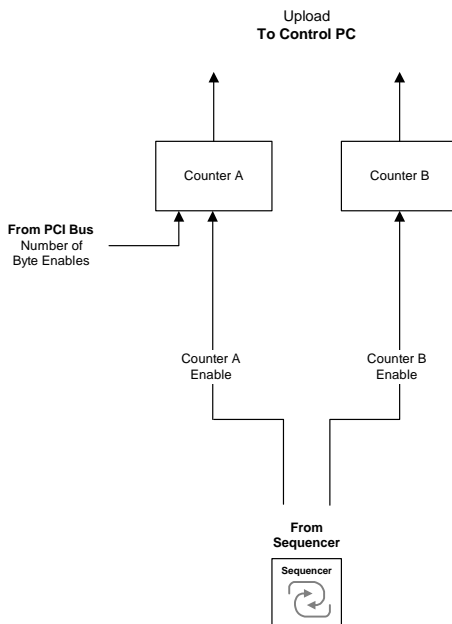 Upload
To Control PC
Counter A
Counter B
From PCI Bus
Number of
Byte Enables
Counter A
Enable
Counter B
Enable
From
Sequencer
Sequencer